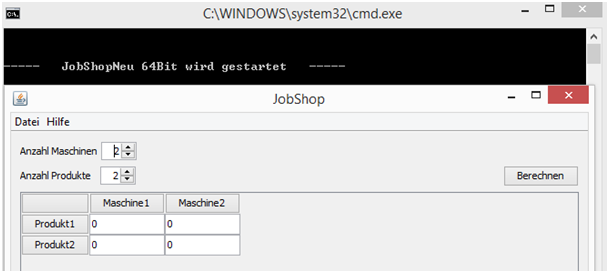 C:\WINDOWS\system32\cmd.exe
----- JobShopNeu 64Bit wird gestartet -----
JobShop
Datei Hilfe
Anzahl Maschinen 2
Anzahl Produkte 2
Berechnen
Maschine1 Maschine2
Produkt1 0 0
Produkt2 0 0